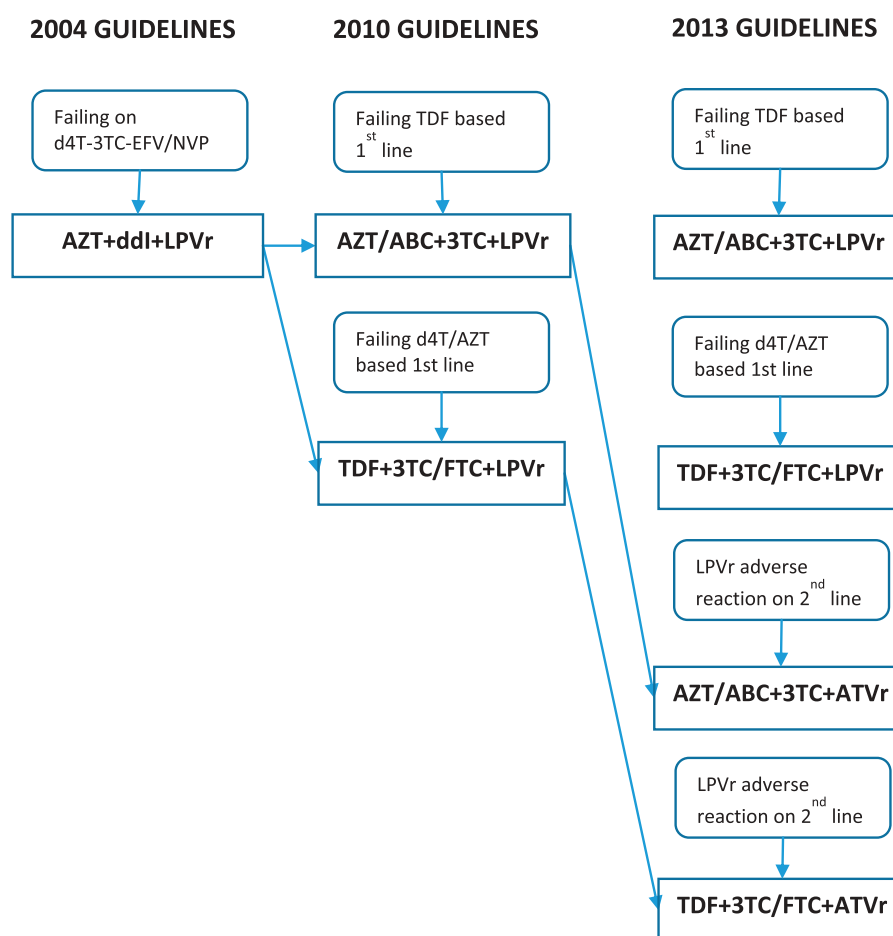 2004 GUIDELINES
Failing on
d4T-3TC-EFV/NVP
AZT+ddI+LPVr
2010 GUIDELINES
Failing TDF based
1st line
AZT/ABC+3TC+LPVr
Failing d4T/AZT
based 1st line
TDF+3TC/FTC+LPVr
2013 GUIDELINES
Failing TDF based
1st line
AZT/ABC+3TC+LPVr
Failing d4T/AZT
based 1st line
TDF+3TC/FTC+LPVr
LPVr adverse
reaction on 2nd line
AZT/ABC+3TC+ATVr
LPVr adverse
reaction on 2nd line
TDF+3TC/FTC+ATVr